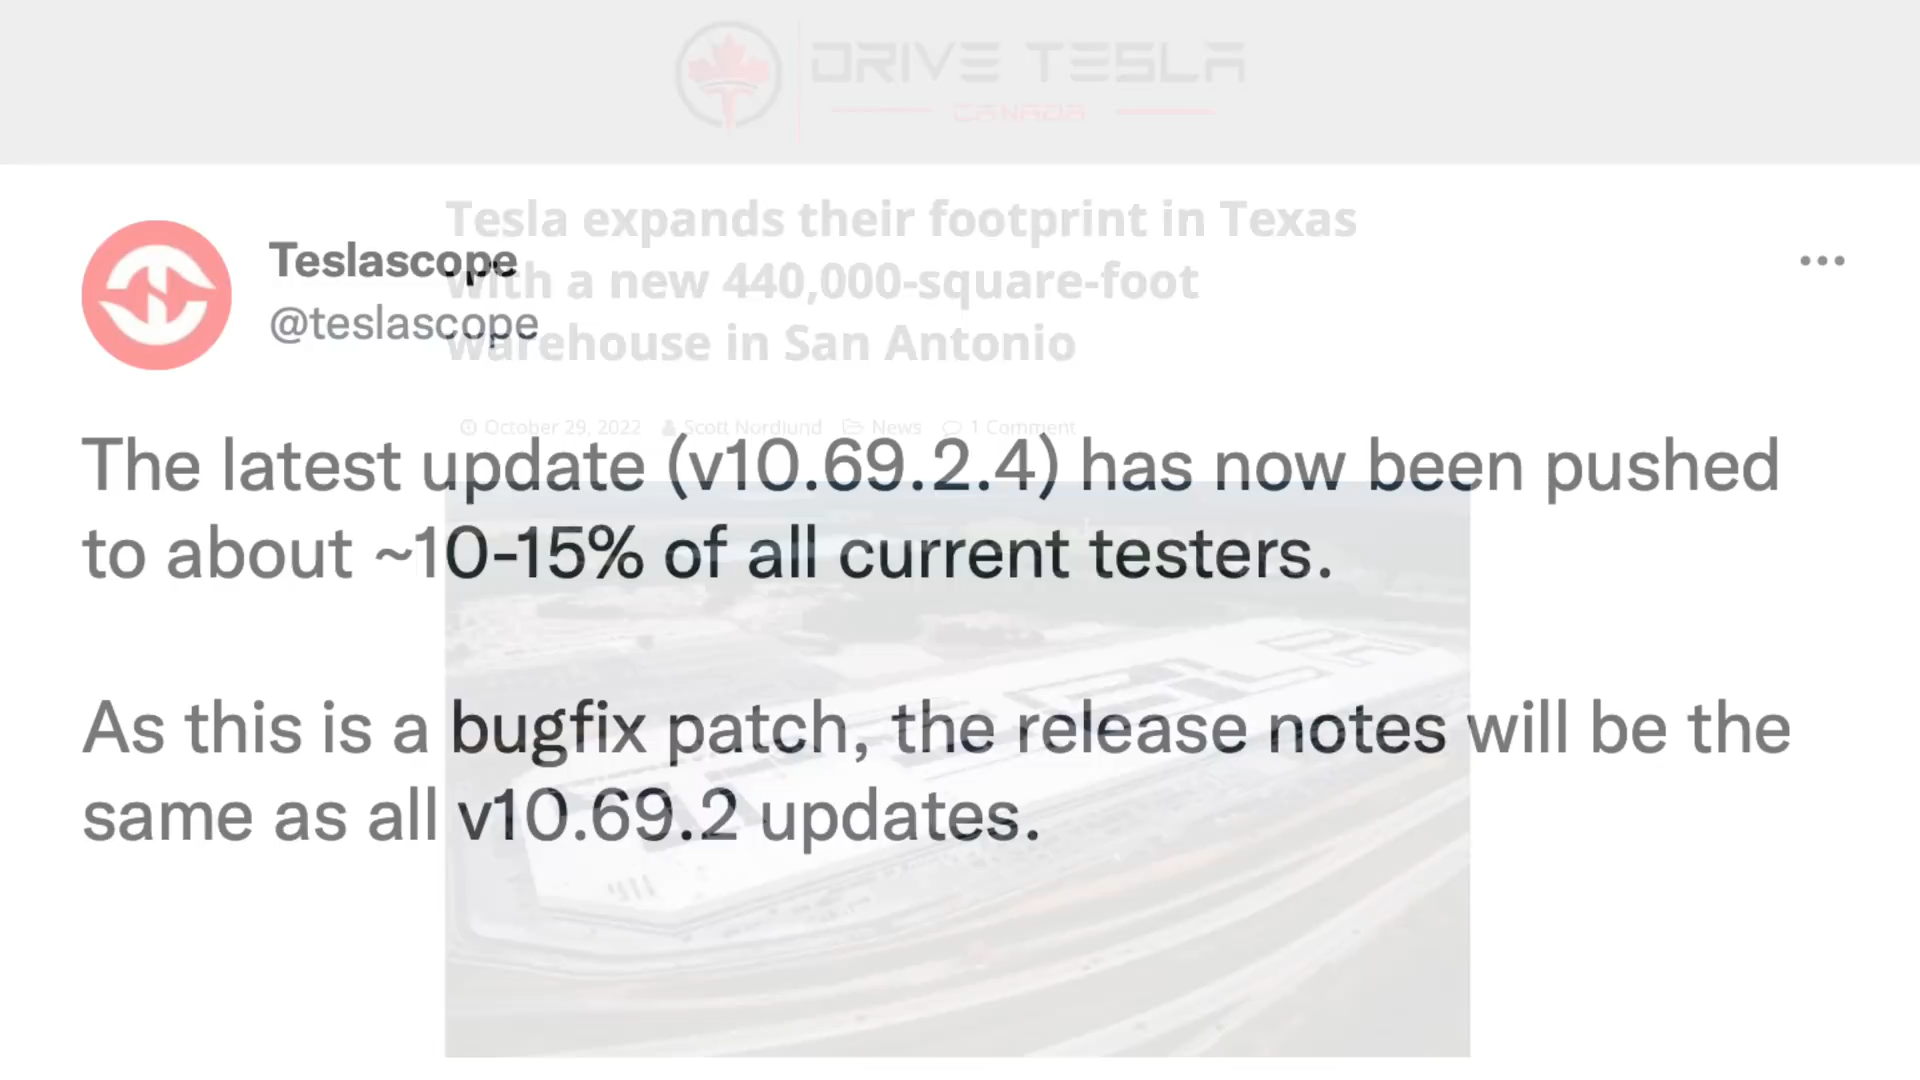 DRIVE TESLA
CANADA
Tesla expands their footprint in Texas
with a new 440,000-square-foot
warehouse in San Antonio
October 29, 2022 Scott Nordlund News 1 Comment
Teslascope
@teslascope
The latest update (v10.69.2.4) has now been pushed
to about ~10-15% of all current testers.
As this is a bugfix patch, the release notes will be the
same as all v10.69.2 updates.